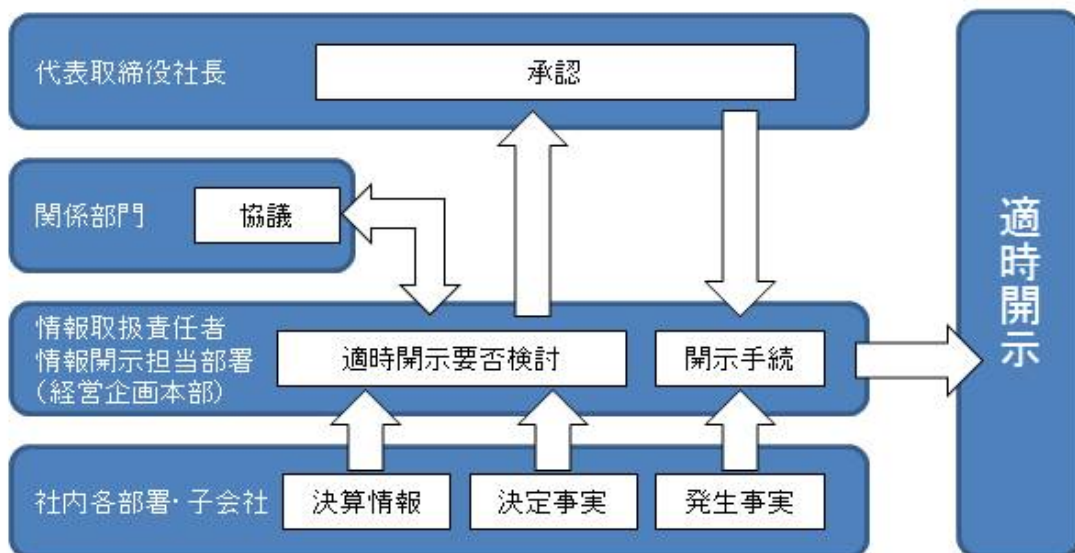 代表取締役社長
承認
関係部門
協議
情報取扱責任者
情報開示担当部署
(経営企画本部)
適時開示要否検討
開示手続
社内各部署・子会社
決算情報
決定事実
発生事実
適時開示